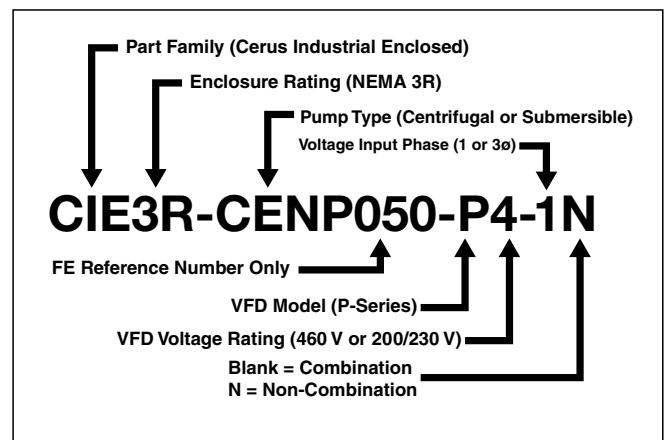 Part Family (Cerus Industrial Enclosed)
Enclosure Rating (NEMA 3R)
Pump Type (Centrifugal or Submersible)
Voltage Input Phase (1 or 3ø)
CIE3R-CENP050-P4-1N
FE Reference Number Only
VFD Model (P-Series)
VFD Voltage Rating (460 V or 200/230 V)
Blank = Combination
N = Non-Combination